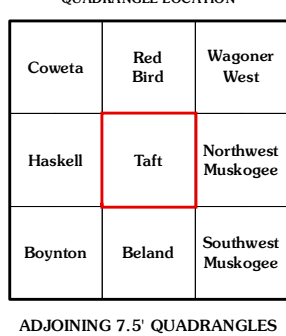 QUADRANGLE LOCATION
Coweta
Red
Bird
Wagoner
West
Haskell
Taft
Northwest
Muskogee
Boynton
Beland
Southwest
Muskogee
ADJOINING 7.5' QUADRANGLES